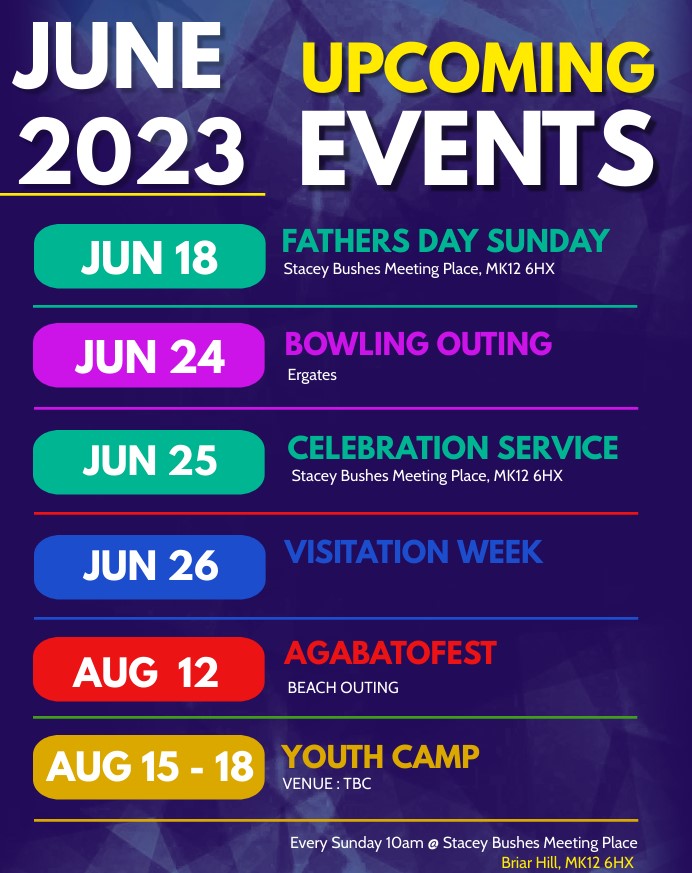 JUNE
2023
UPCOMING
EVENTS
JUN 18
FATHERS DAY SUNDAY
Stacey Bushes Meeting Place, MK12 6HX
JUN 24
BOWLING OUTING
Ergates
JUN 25
CELEBRATION SERVICE
Stacey Bushes Meeting Place, MK12 6HX
JUN 26
VISITATION WEEK
AUG 12
AGABATOFEST
BEACH OUTING
AUG 15 - 18
YOUTH CAMP
VENUE : TBC
Every Sunday 10am @ Stacey Bushes Meeting Place
Briar Hill, MK12 6HX